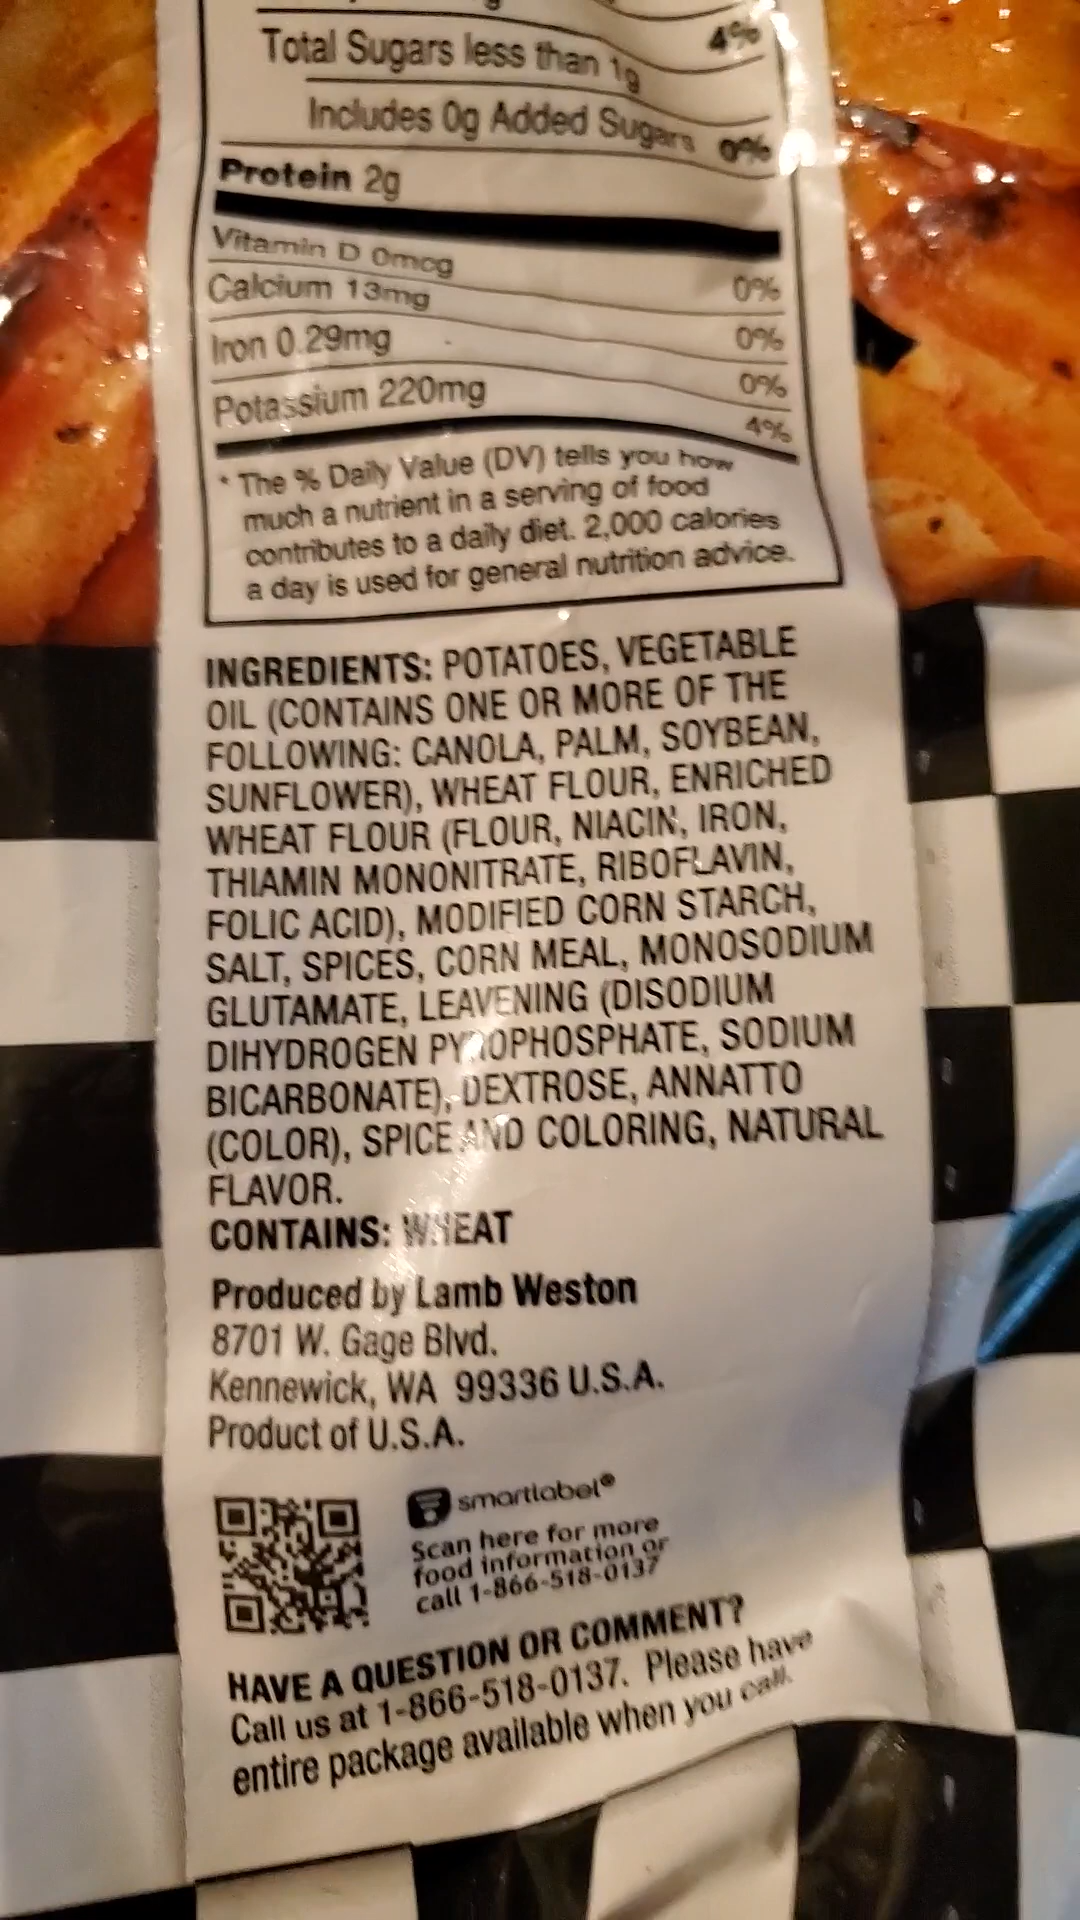 4%
Total Sugars less than 1g
Includes 0g Added Sugars 0%
Protein 2g
Vitamin D 0mcg 0%
Calcium 13mg 0%
Iron 0.29mg 0%
Potassium 220mg 4%
* The % Daily Value (DV) tells you how
much a nutrient in a serving of food
contributes to a daily diet. 2,000 calories
a day is used for general nutrition advice.
INGREDIENTS: POTATOES, VEGETABLE
OIL (CONTAINS ONE OR MORE OF THE
FOLLOWING: CANOLA, PALM, SOYBEAN,
SUNFLOWER), WHEAT FLOUR, ENRICHED
WHEAT FLOUR (FLOUR, NIACIN, IRON,
THIAMIN MONONITRATE, RIBOFLAVIN,
FOLIC ACID), MODIFIED CORN STARCH,
SALT, SPICES, CORN MEAL, MONOSODIUM
GLUTAMATE, LEAVENING (DISODIUM
DIHYDROGEN PYROPHOSPHATE, SODIUM
BICARBONATE), DEXTROSE, ANNATTO
(COLOR), SPICE AND COLORING, NATURAL
FLAVOR.
CONTAINS: WHEAT
Produced by Lamb Weston
8701 W. Gage Blvd.
Kennewick, WA 99336 U.S.A.
Product of U.S.A.
smartlabel®
Scan here for more
food information or
call 1-866-518-0137
HAVE A QUESTION OR COMMENT?
Call us at 1-866-518-0137. Please have
entire package available when you call.